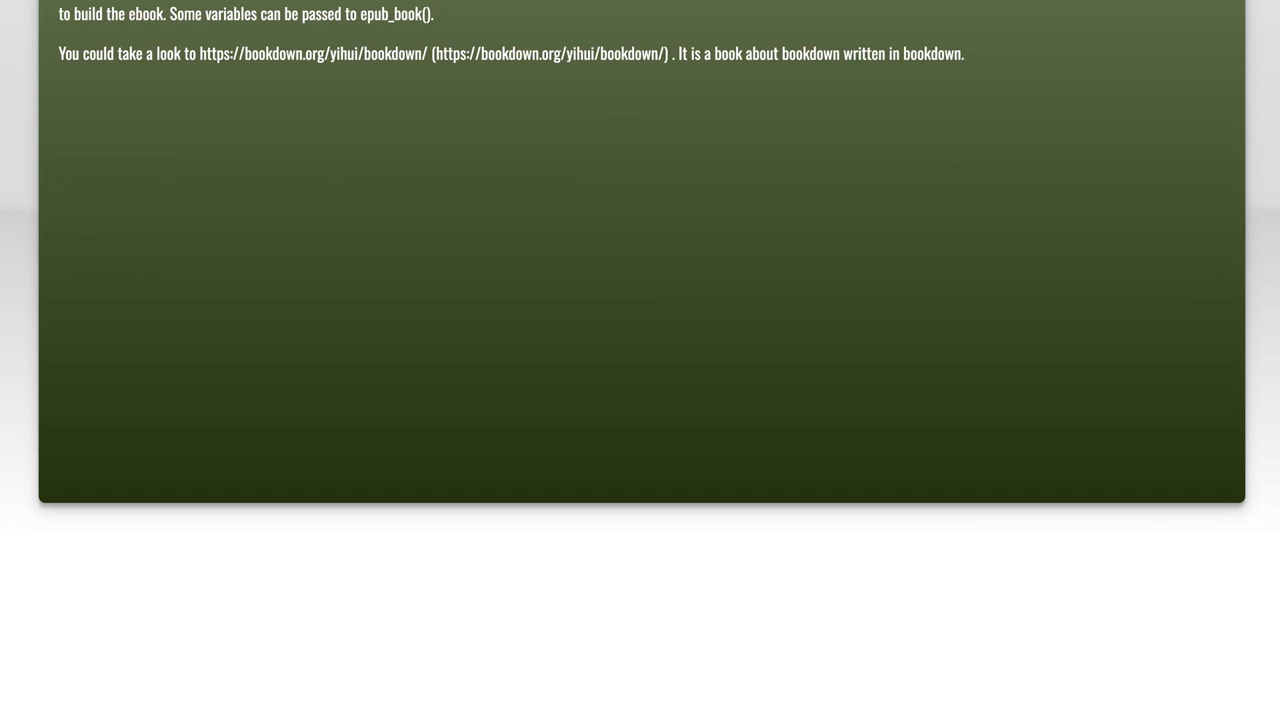 to build the ebook. Some variables can be passed to epub_book().
You could take a look to https://bookdown.org/yihui/bookdown/ (https://bookdown.org/yihui/bookdown/) . It is a book about bookdown written in bookdown.